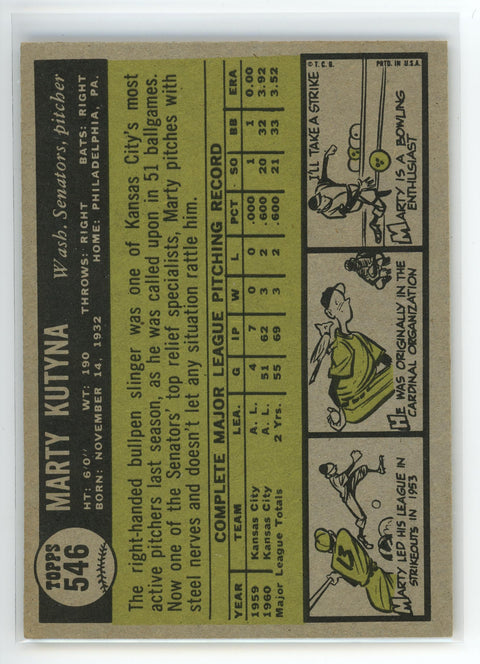 TOPPS
546
MARTY KUTYNA
Wash. Senators, pitcher
HT: 6'0" WT: 190 THROWS: RIGHT BATS: RIGHT
BORN: NOVEMBER 14, 1932 HOME: PHILADELPHIA, PA.
The right-handed bullpen slinger was one of Kansas City's most
active pitchers last season, as he was called upon in 51 ballgames.
Now one of the Senators' top relief specialists, Marty pitches with
steel nerves and doesn't let any situation rattle him.
COMPLETE MAJOR LEAGUE PITCHING RECORD
YEAR TEAM LEA. G IP W L PCT SO BB ERA
1959 Kansas City A. L. 4 7 0 0 .000 1 1 0.00
1960 Kansas City A. L. 51 62 3 2 .600 20 32 3.92
Major League Totals 2 Yrs. 55 69 3 2 .600 21 33 3.52
13
MARTY LED HIS LEAGUE IN
STRIKEOUTS IN 1953
HE WAS ORIGINALLY IN THE
CARDINAL ORGANIZATION
I'LL TAKE A STRIKE
MARTY IS A BOWLING
ENTHUSIAST
© T. C. G. PRTD. IN U.S.A.